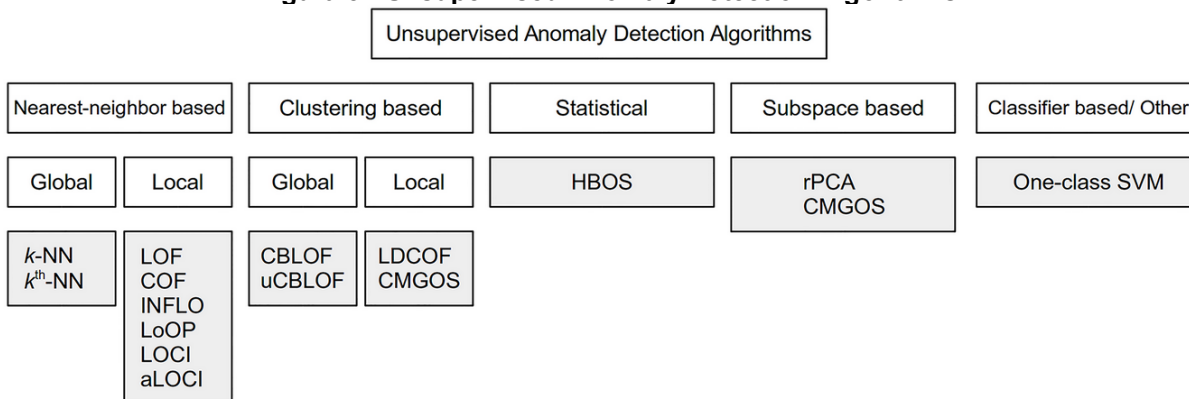 Unsupervised Anomaly Detection Algorithms
Nearest-neighbor based
Clustering based
Statistical
Subspace based
Classifier based/ Other
Global
Local
Global
Local
HBOS
rPCA
CMGOS
One-class SVM
k-NN
kth-NN
LOF
COF
INFLO
LoOP
LOCI
aLOCI
CBLOF
uCBLOF
LDCOF
CMGOS